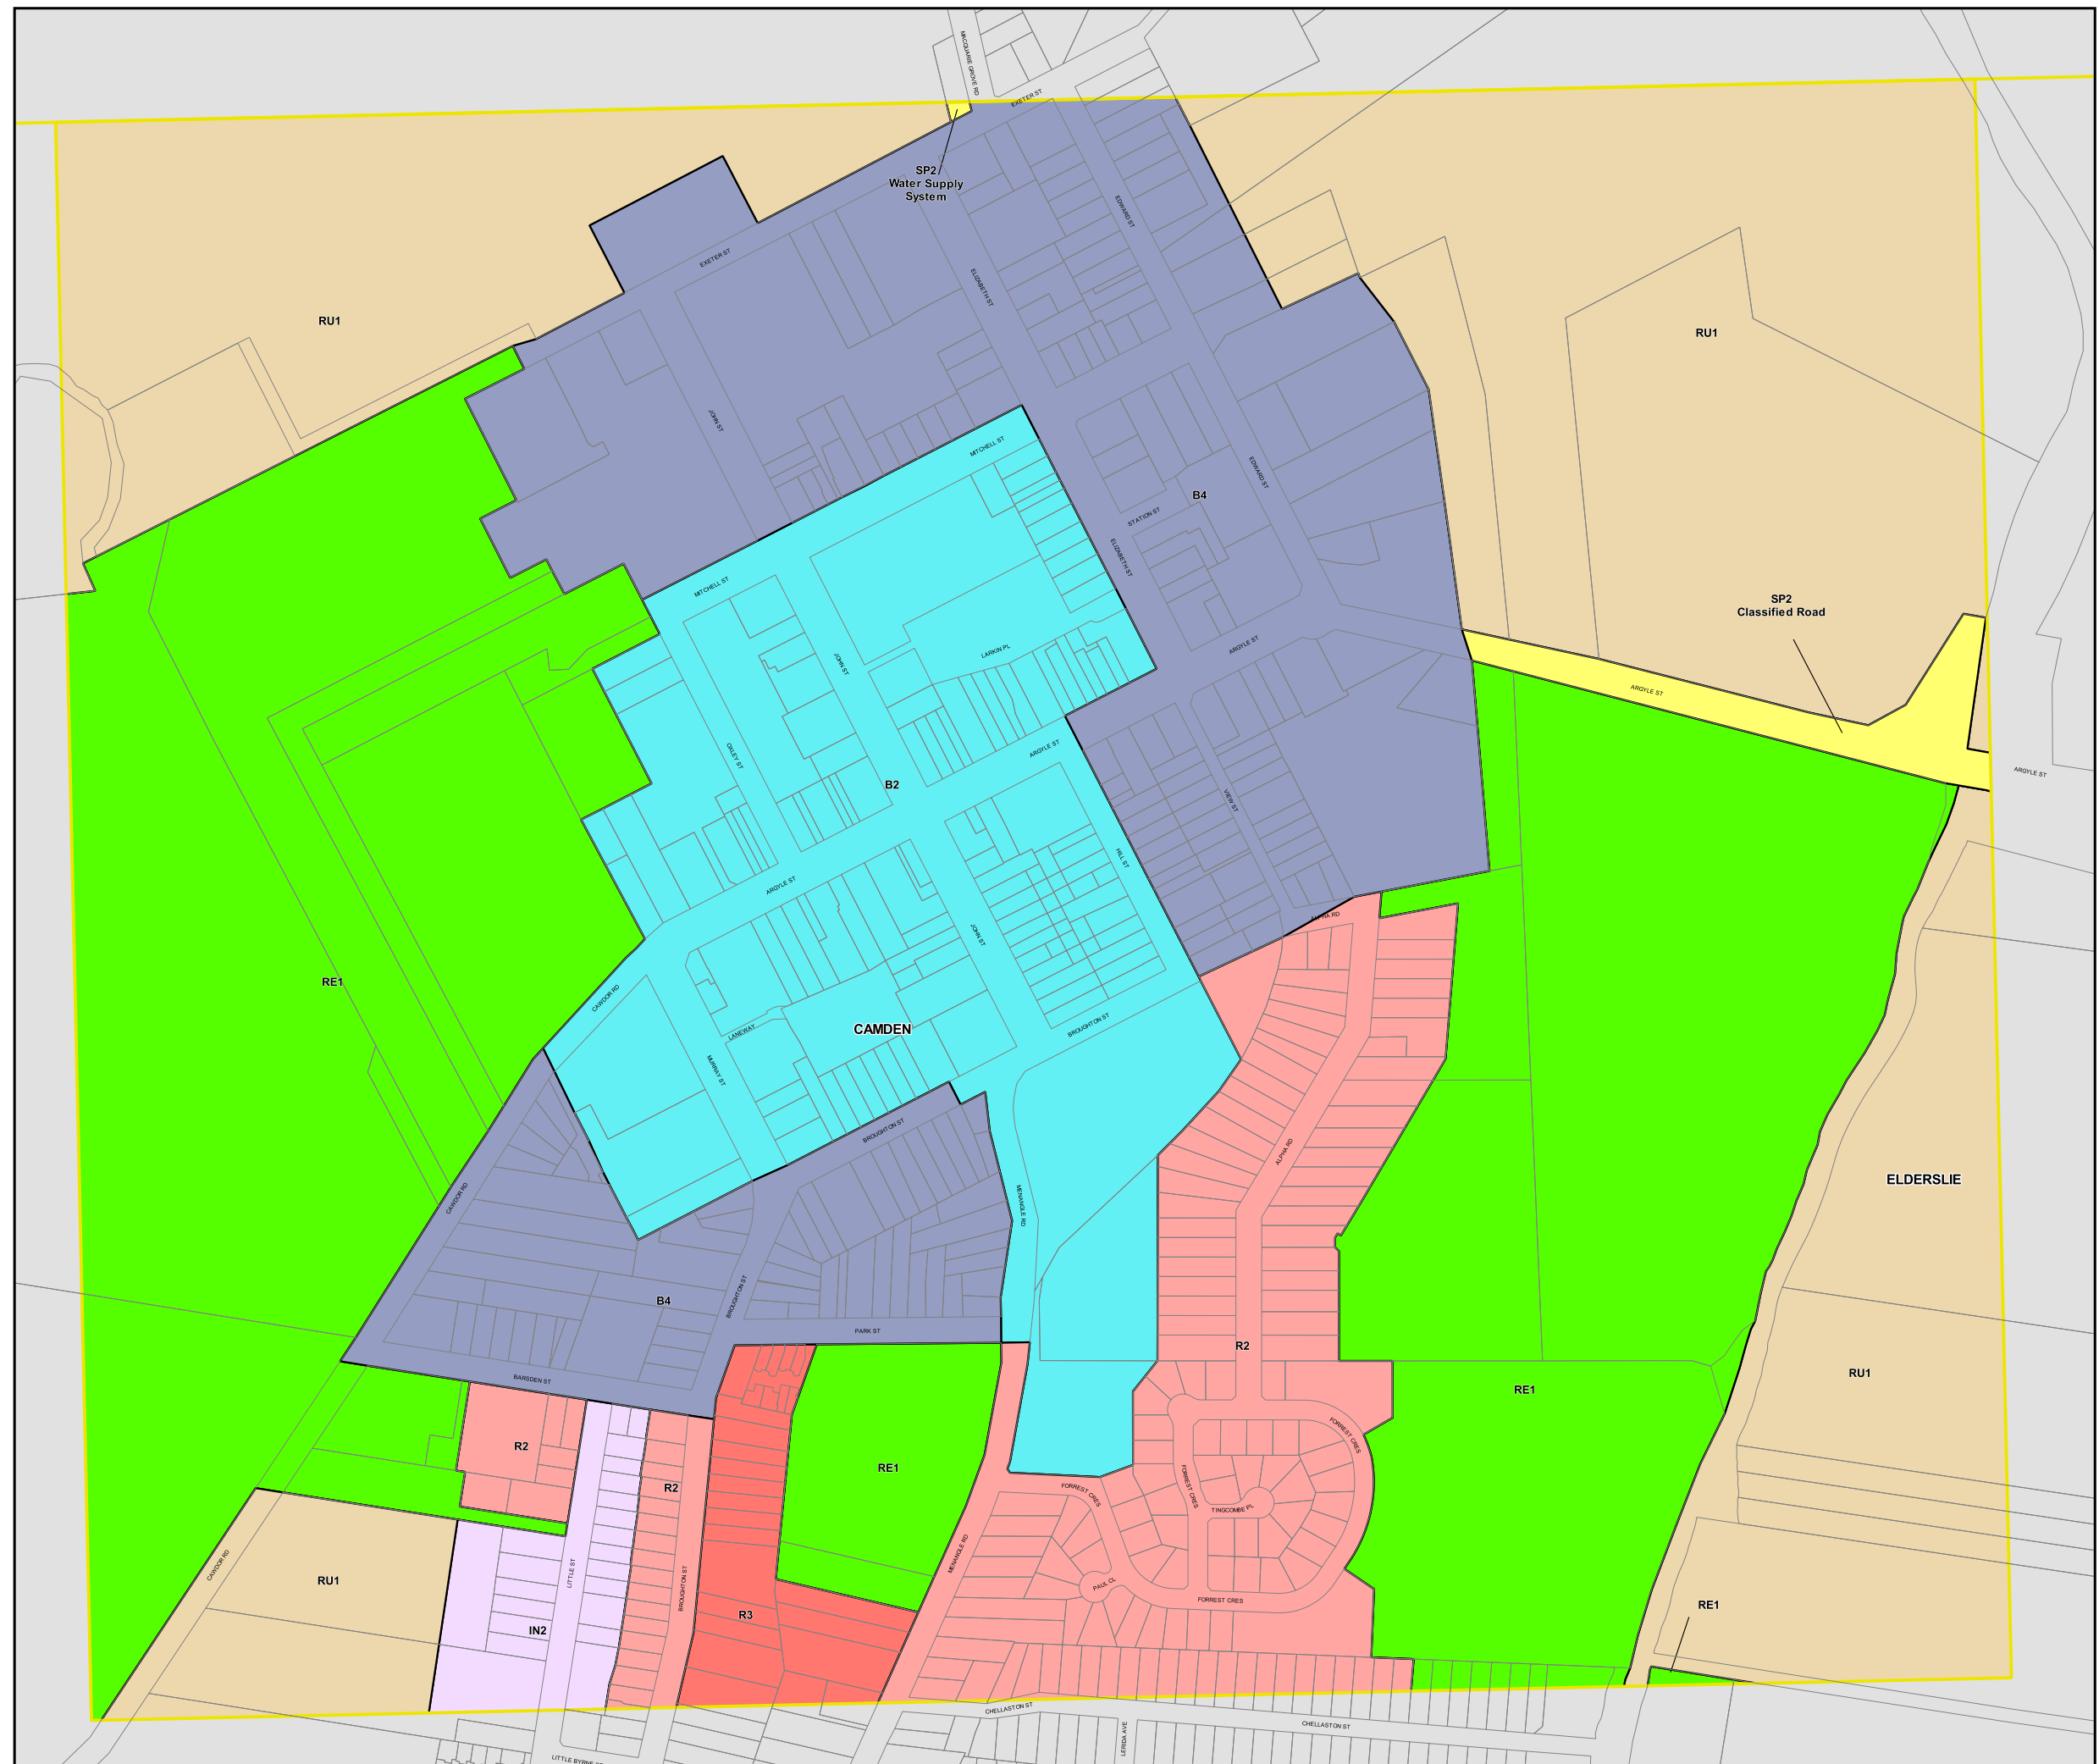 MACQUARIE GROVE RD
EXETER ST
SP2
Water Supply
System
EDWARD ST
EXETER ST
ELIZABETH ST
RU1
RU1
JOHN ST
MITCHELL ST
EDWARD ST
B4
STATION ST
ELIZABETH ST
MITCHELL ST
SP2
Classified Road
LARKIN PL
ARGYLE ST
JOHN ST
ARGYLE ST
OXLEY ST
ARGYLE ST
ARGYLE ST
B2
VIEW ST
HILL ST
ARGYLE ST
ALPHA RD
JOHN ST
RE1
CAWDOR RD
BROUGHTON ST
CAMDEN
LANEWAY
MURRAY ST
BROUGHTON ST
ALPHA RD
ELDERSLIE
CAWDOR RD
MENANGLE RD
B4
BROUGHTON ST
PARK ST
R2
RU1
BARSDEN ST
RE1
FORREST CRES
R2
RE1
R2
FORREST CRES
FORREST CRES
TINGCOMBE PL
MENANGLE RD
CAWDOR RD
RU1
LITTLE ST
BROUGHTON ST
PAUL CL
FORREST CRES
RE1
R3
IN2
CHELLASTON ST
CHELLASTON ST
LERIDA AVE
LITTLE BYRNE